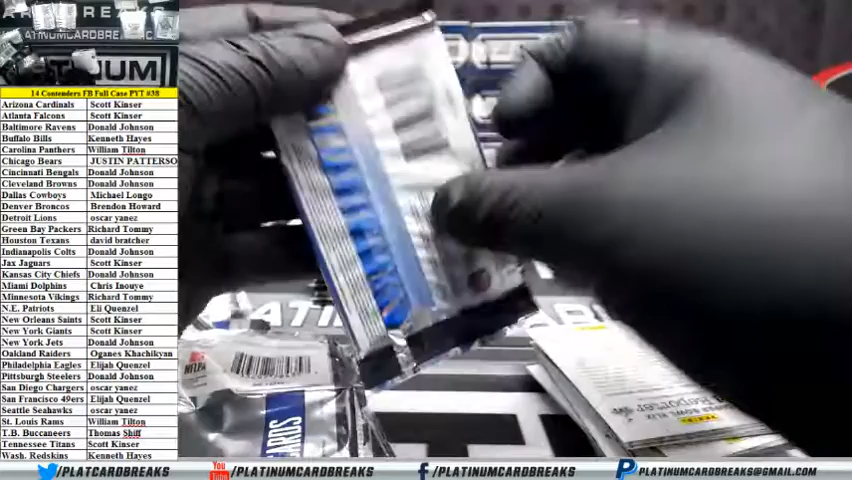 14 Contenders FB Full Case PYT #38
Arizona Cardinals Scott Kinser
Atlanta Falcons Scott Kinser
Baltimore Ravens Donald Johnson
Buffalo Bills Kenneth Hayes
Carolina Panthers William Tilton
Chicago Bears JUSTIN PATTERSO
Cincinnati Bengals Donald Johnson
Cleveland Browns Donald Johnson
Dallas Cowboys Michael Longo
Denver Broncos Brendon Howard
Detroit Lions oscar yanez
Green Bay Packers Richard Tommy
Houston Texans david bratcher
Indianapolis Colts Donald Johnson
Jax Jaguars Scott Kinser
Kansas City Chiefs Donald Johnson
Miami Dolphins Chris Inouye
Minnesota Vikings Richard Tommy
N.E. Patriots Eli Quenzel
New Orleans Saints Scott Kinser
New York Giants Scott Kinser
New York Jets Donald Johnson
Oakland Raiders Oganes Khachikyan
Philadelphia Eagles Elijah Quenzel
Pittsburgh Steelers Donald Johnson
San Diego Chargers oscar yanez
San Francisco 49ers Elijah Quenzel
Seattle Seahawks oscar yanez
St. Louis Rams William Tilton
T.B. Buccaneers Thomas Shiff
Tennessee Titans Scott Kinser
Wash. Redskins Kenneth Hayes
CARDS
/PLATCARDBREAKS
You Tube /PLATINUMCARDBREAKS
/PLATINUMCARDBREAKS
PLATINUMCARDBREAKS@GMAIL.COM